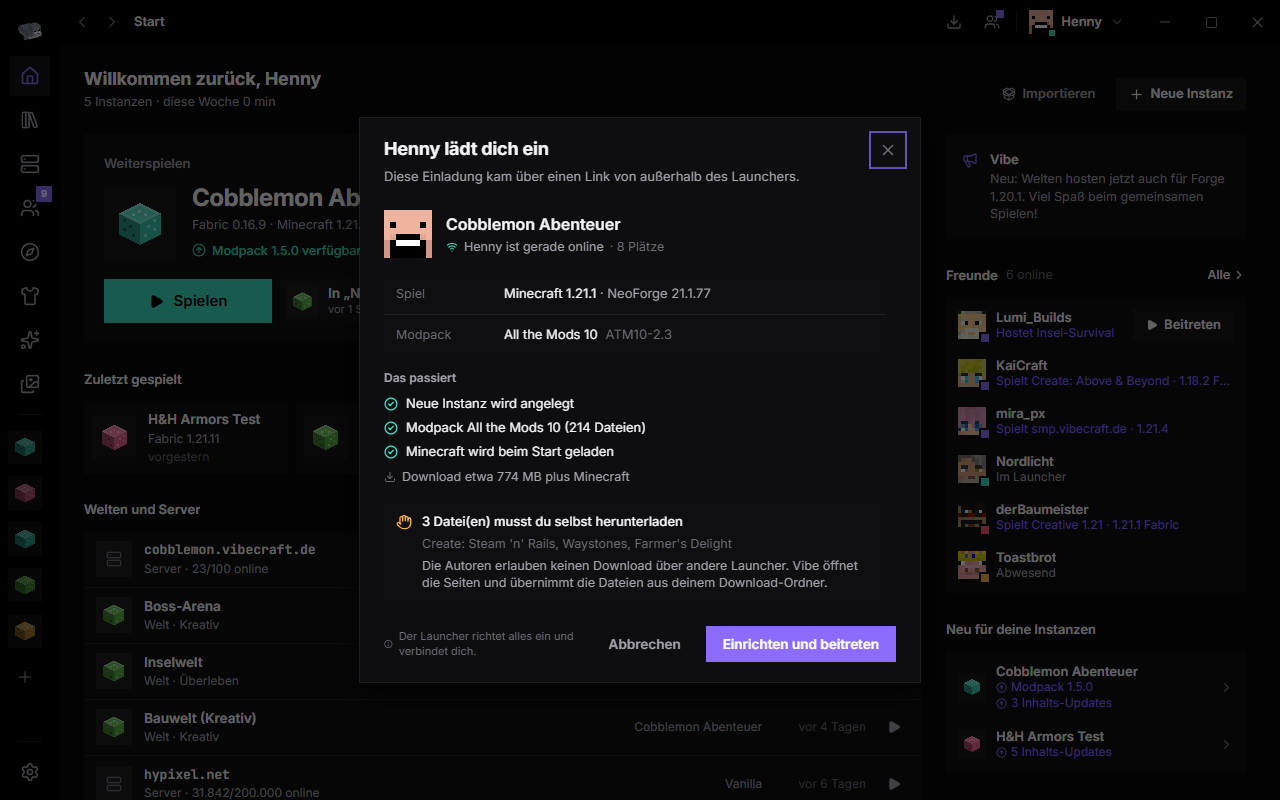 Start
Henny
Willkommen zurück, Henny
5 Instanzen · diese Woche 0 min
Importieren
Neue Instanz
9
Weiterspielen
Cobblemon Ab
Fabric 0.16.9 · Minecraft 1.21.
Modpack 1.5.0 verfügbar
Spielen
In „N
vor 1 S
Zuletzt gespielt
H&H Armors Test
Fabric 1.21.11
vorgestern
Welten und Server
cobblemon.vibecraft.de
Server · 23/100 online
Boss-Arena
Welt · Kreativ
Inselwelt
Welt · Überleben
Bauwelt (Kreativ)
Welt · Kreativ
Cobblemon Abenteuer
vor 4 Tagen
hypixel.net
Server · 31.842/200.000 online
Vanilla
vor 6 Tagen
Henny lädt dich ein
Diese Einladung kam über einen Link von außerhalb des Launchers.
Cobblemon Abenteuer
Henny ist gerade online · 8 Plätze
Spiel Minecraft 1.21.1 · NeoForge 21.1.77
Modpack All the Mods 10 ATM10-2.3
Das passiert
Neue Instanz wird angelegt
Modpack All the Mods 10 (214 Dateien)
Minecraft wird beim Start geladen
Download etwa 774 MB plus Minecraft
3 Datei(en) musst du selbst herunterladen
Create: Steam 'n' Rails, Waystones, Farmer's Delight
Die Autoren erlauben keinen Download über andere Launcher. Vibe öffnet
die Seiten und übernimmt die Dateien aus deinem Download-Ordner.
Der Launcher richtet alles ein und
verbindet dich.
Abbrechen
Einrichten und beitreten
Vibe
Neu: Welten hosten jetzt auch für Forge
1.20.1. Viel Spaß beim gemeinsamen
Spielen!
Freunde 6 online
Alle
Lumi_Builds
Hostet Insel-Survival
Beitreten
KaiCraft
Spielt Create: Above & Beyond · 1.18.2 F...
mira_px
Spielt smp.vibecraft.de · 1.21.4
Nordlicht
Im Launcher
derBaumeister
Spielt Creative 1.21 · 1.21.1 Fabric
Toastbrot
Abwesend
Neu für deine Instanzen
Cobblemon Abenteuer
Modpack 1.5.0
3 Inhalts-Updates
H&H Armors Test
5 Inhalts-Updates